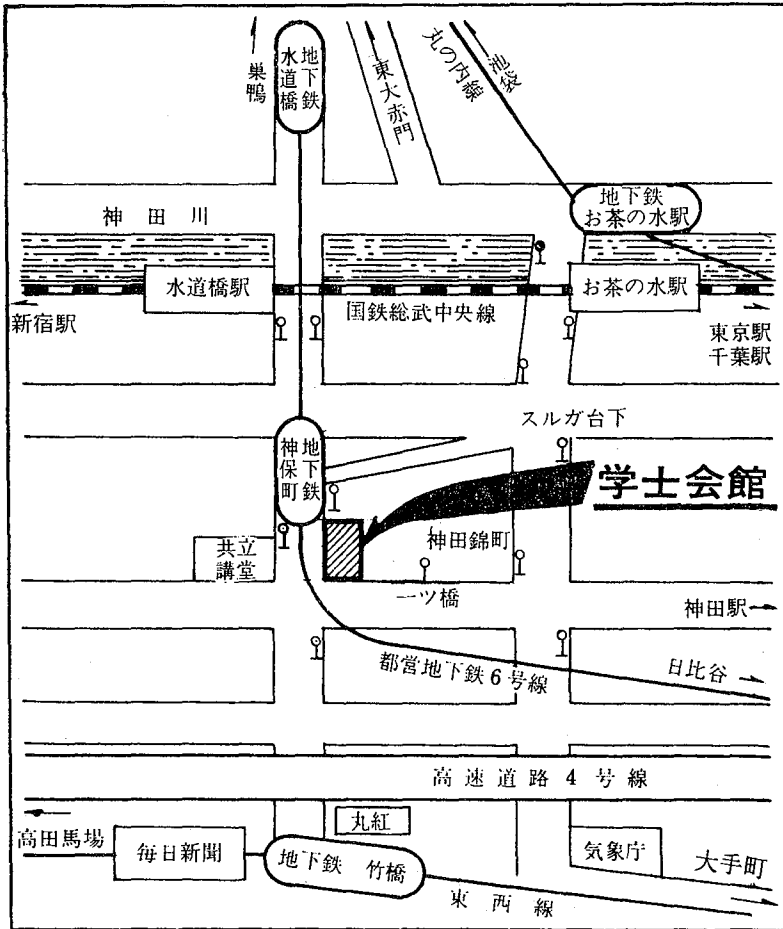 巣鴨
地下鉄
水道橋
東大赤門
丸の内線
池袋
地下鉄
お茶の水駅
神田川
水道橋駅
お茶の水駅
新宿駅
国鉄総武中央線
東京駅
千葉駅
スルガ台下
地下鉄
神保町
学士会館
共立
講堂
神田錦町
一ツ橋
神田駅
都営地下鉄6号線
日比谷
高速道路4号線
丸紅
高田馬場
毎日新聞
地下鉄 竹橋
気象庁
大手町
東西線